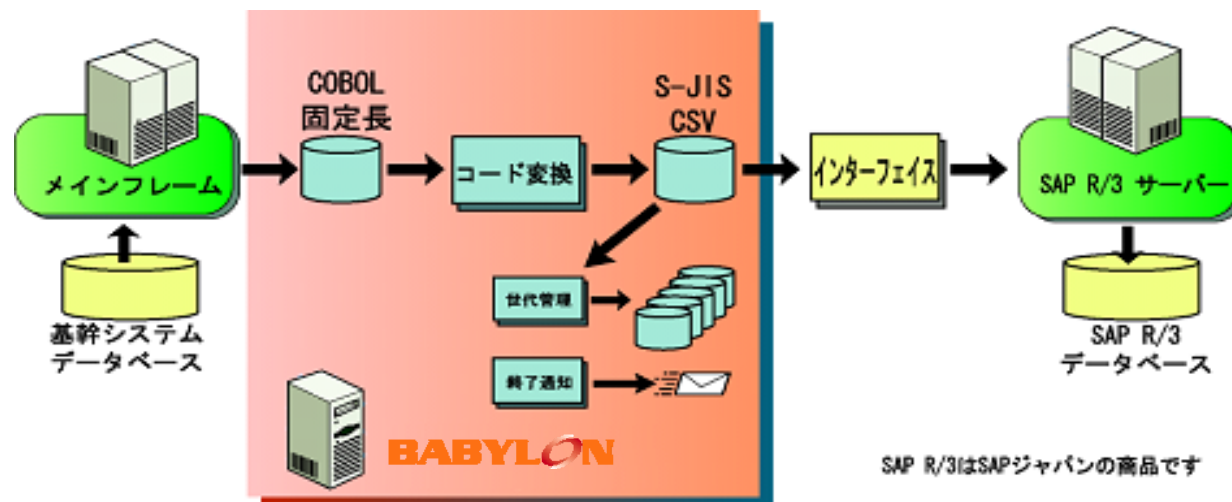 COBOL
固定長
S-JIS
CSV
メインフレーム
コード変換
インターフェイス
SAP R/3 サーバー
世代管理
基幹システム
データベース
SAP R/3
データベース
終了通知
BABYLON
SAP R/3はSAPジャパンの商品です